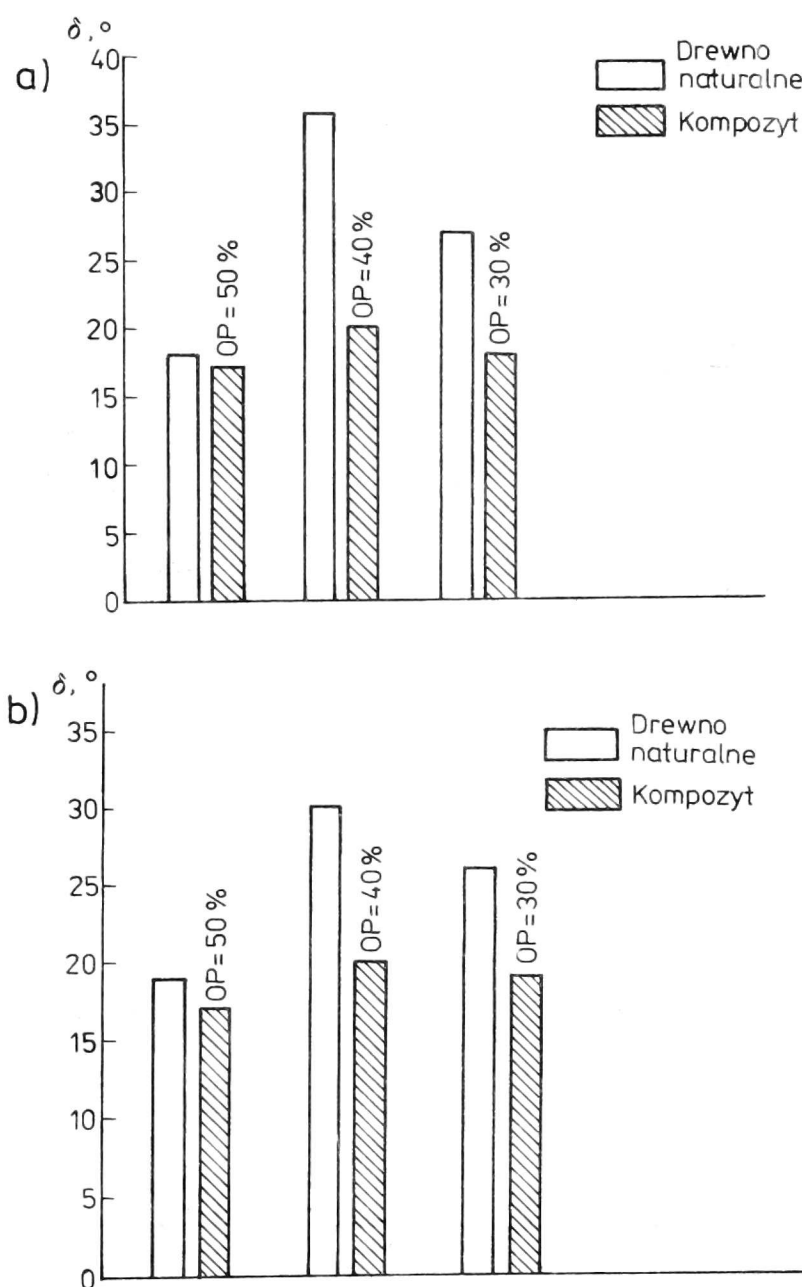 a)
δ, °
40
35
30
25
20
15
10
5
0
OP = 50 %
OP = 40%
OP = 30 %
Drewno
naturalne
Kompozyt
b)
δ, °
35
30
25
20
15
10
5
0
OP = 50 %
OP = 40%
OP = 30 %
Drewno
naturalne
Kompozyt